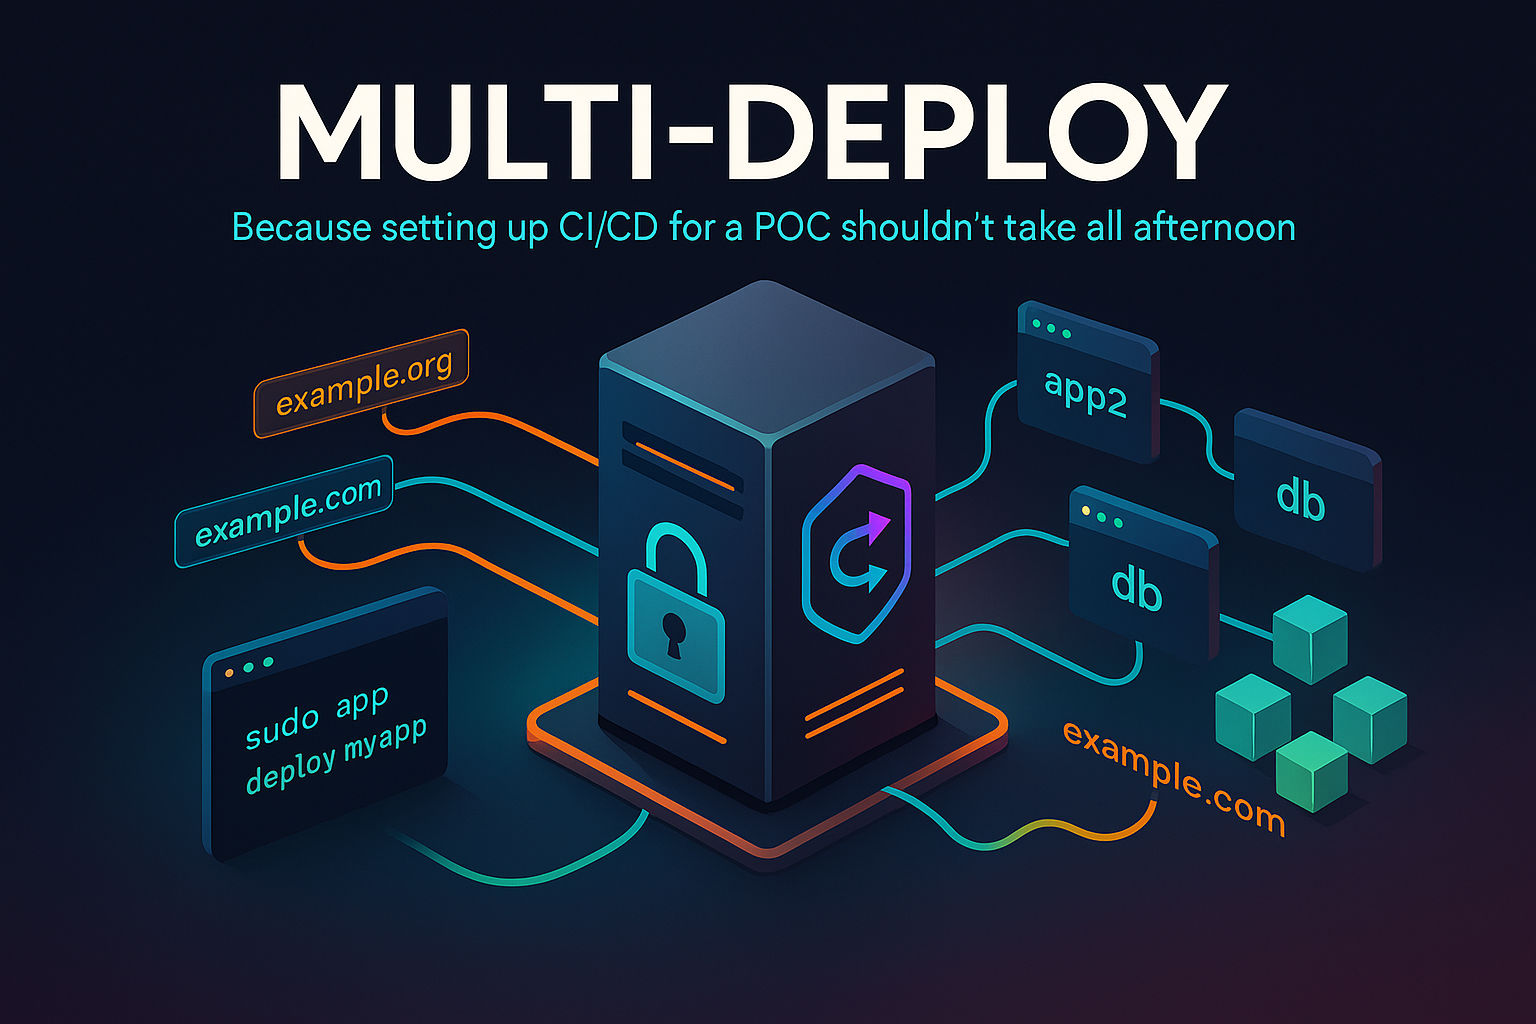 MULTI-DEPLOY
Because setting up CI/CD for a POC shouldn't take all afternoon
example.org
example.com
sudo app
deploy myapp
app2
db
db
example.com